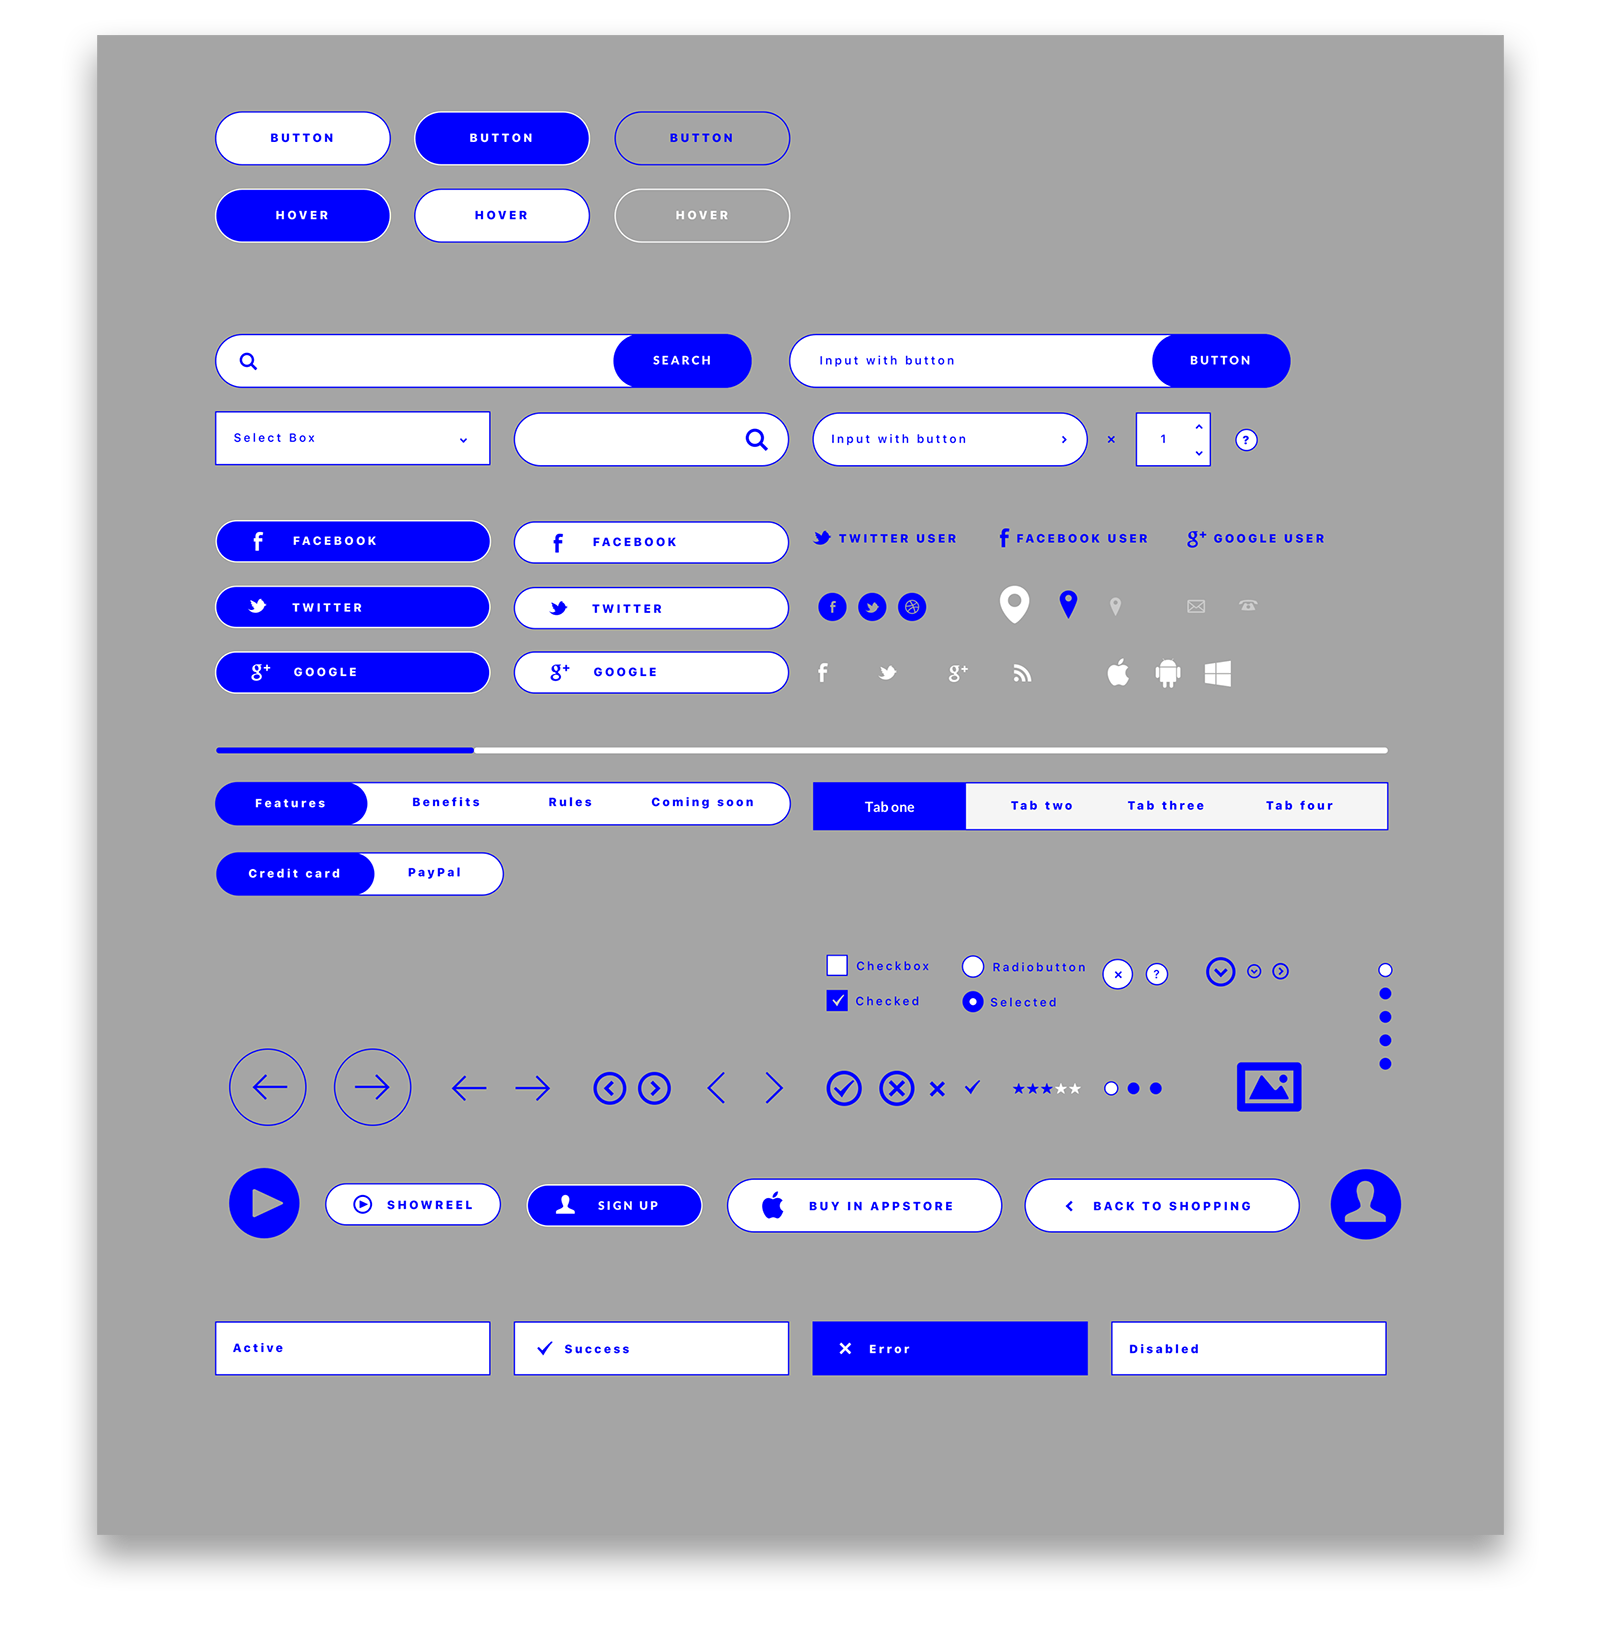 BUTTON BUTTON BUTTON
HOVER HOVER HOVER
SEARCH Input with button BUTTON
Select Box Input with button × 1 ?
f FACEBOOK f FACEBOOK TWITTER USER f FACEBOOK USER g+ GOOGLE USER
TWITTER TWITTER f
g+ GOOGLE g+ GOOGLE f g+
Features Benefits Rules Coming soon Tab one Tab two Tab three Tab four
Credit card PayPal
Checkbox Radiobutton × ?
Checked Selected
SHOWREEL SIGN UP BUY IN APPSTORE BACK TO SHOPPING
Active Success Error Disabled